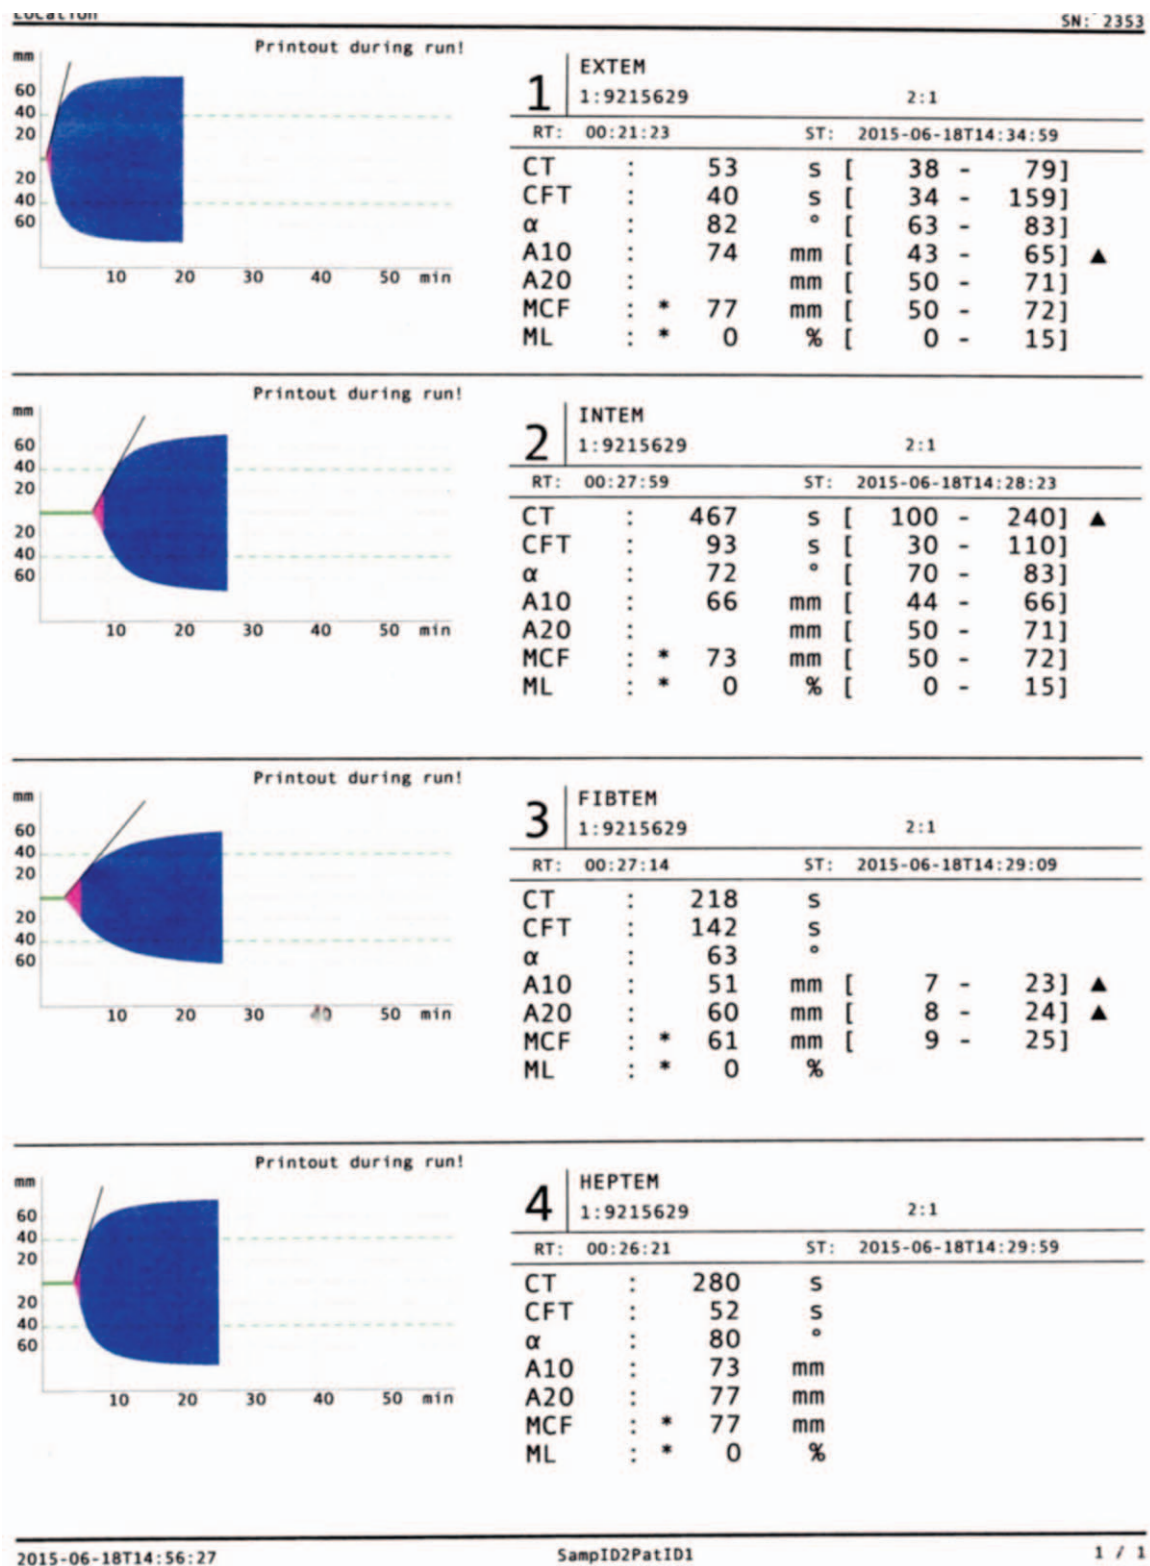 Location
SN: 2353
Printout during run!
mm
60
40
20
20
40
60
10 20 30 40 50 min
1 EXTEM
1:9215629 2:1
RT: 00:21:23 ST: 2015-06-18T14:34:59
CT : 53 s [ 38 - 79]
CFT : 40 s [ 34 - 159]
α : 82 ° [ 63 - 83]
A10 : 74 mm [ 43 - 65] ▲
A20 : mm [ 50 - 71]
MCF : * 77 mm [ 50 - 72]
ML : * 0 % [ 0 - 15]
Printout during run!
mm
60
40
20
20
40
60
10 20 30 40 50 min
2 INTEM
1:9215629 2:1
RT: 00:27:59 ST: 2015-06-18T14:28:23
CT : 467 s [ 100 - 240] ▲
CFT : 93 s [ 30 - 110]
α : 72 ° [ 70 - 83]
A10 : 66 mm [ 44 - 66]
A20 : mm [ 50 - 71]
MCF : * 73 mm [ 50 - 72]
ML : * 0 % [ 0 - 15]
Printout during run!
mm
60
40
20
20
40
60
10 20 30 40 50 min
3 FIBTEM
1:9215629 2:1
RT: 00:27:14 ST: 2015-06-18T14:29:09
CT : 218 s
CFT : 142 s
α : 63 °
A10 : 51 mm [ 7 - 23] ▲
A20 : 60 mm [ 8 - 24] ▲
MCF : * 61 mm [ 9 - 25]
ML : * 0 %
Printout during run!
mm
60
40
20
20
40
60
10 20 30 40 50 min
4 HEPTEM
1:9215629 2:1
RT: 00:26:21 ST: 2015-06-18T14:29:59
CT : 280 s
CFT : 52 s
α : 80 °
A10 : 73 mm
A20 : 77 mm
MCF : * 77 mm
ML : * 0 %
2015-06-18T14:56:27 SampID2PatID1 1 / 1